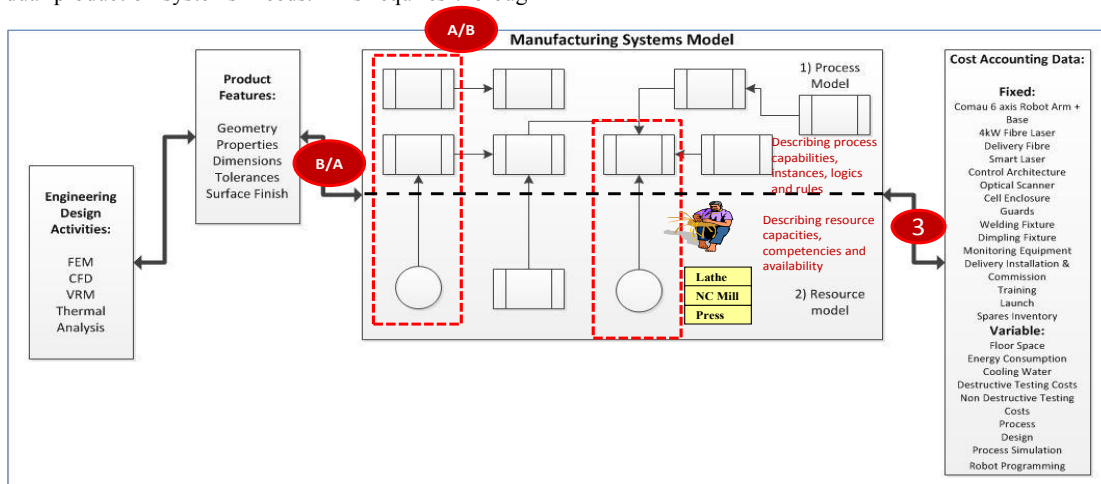 A/B
Manufacturing Systems Model
Engineering
Design
Activities:
FEM
CFD
VRM
Thermal
Analysis
Product
Features:
Geometry
Properties
Dimensions
Tolerances
Surface Finish
B/A
1) Process
Model
Describing process
capabilities,
instances, logics
and rules
Describing resource
capacities,
competencies and
availability
Lathe
NC Mill
Press
2) Resource
model
3
Cost Accounting Data:
Fixed:
Comau 6 axis Robot Arm +
Base
4kW Fibre Laser
Delivery Fibre
Smart Laser
Control Architecture
Optical Scanner
Cell Enclosure
Guards
Welding Fixture
Dimpling Fixture
Monitoring Equipment
Delivery Installation &
Commission
Training
Launch
Spares Inventory
Variable:
Floor Space
Energy Consumption
Cooling Water
Destructive Testing Costs
Non Destructive Testing
Costs
Process
Design
Process Simulation
Robot Programming